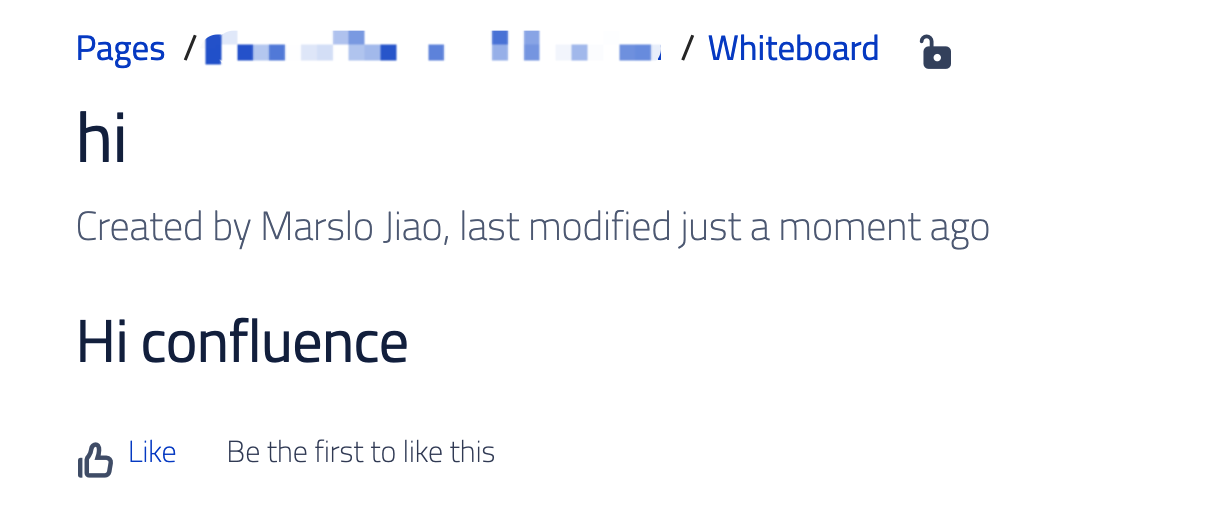 Pages / / Whiteboard
hi
Created by Marslo Jiao, last modified just a moment ago
Hi confluence
Like Be the first to like this